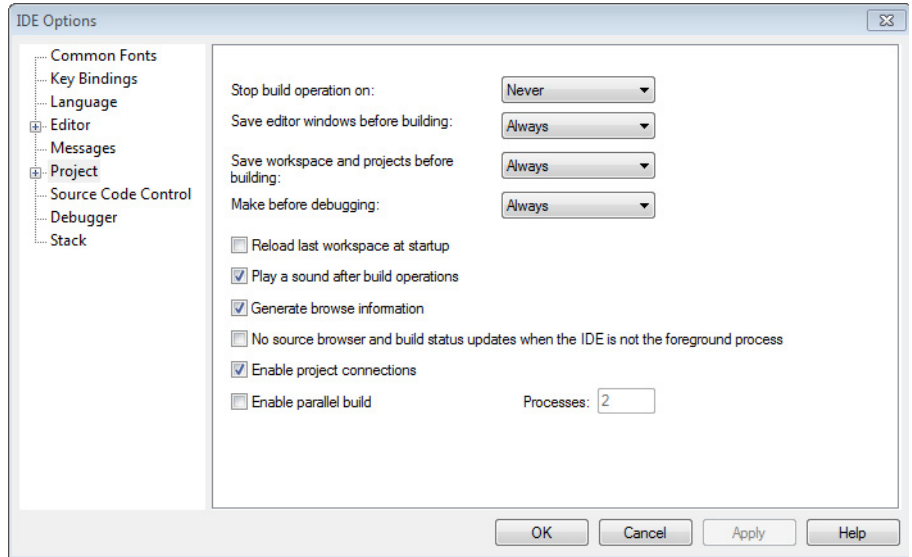 IDE Options
Common Fonts
Key Bindings
Language
Editor
Messages
Project
Source Code Control
Debugger
Stack
Stop build operation on: Never
Save editor windows before building: Always
Save workspace and projects before
building: Always
Make before debugging: Always
Reload last workspace at startup
Play a sound after build operations
Generate browse information
No source browser and build status updates when the IDE is not the foreground process
Enable project connections
Enable parallel build Processes: 2
OK Cancel Apply Help